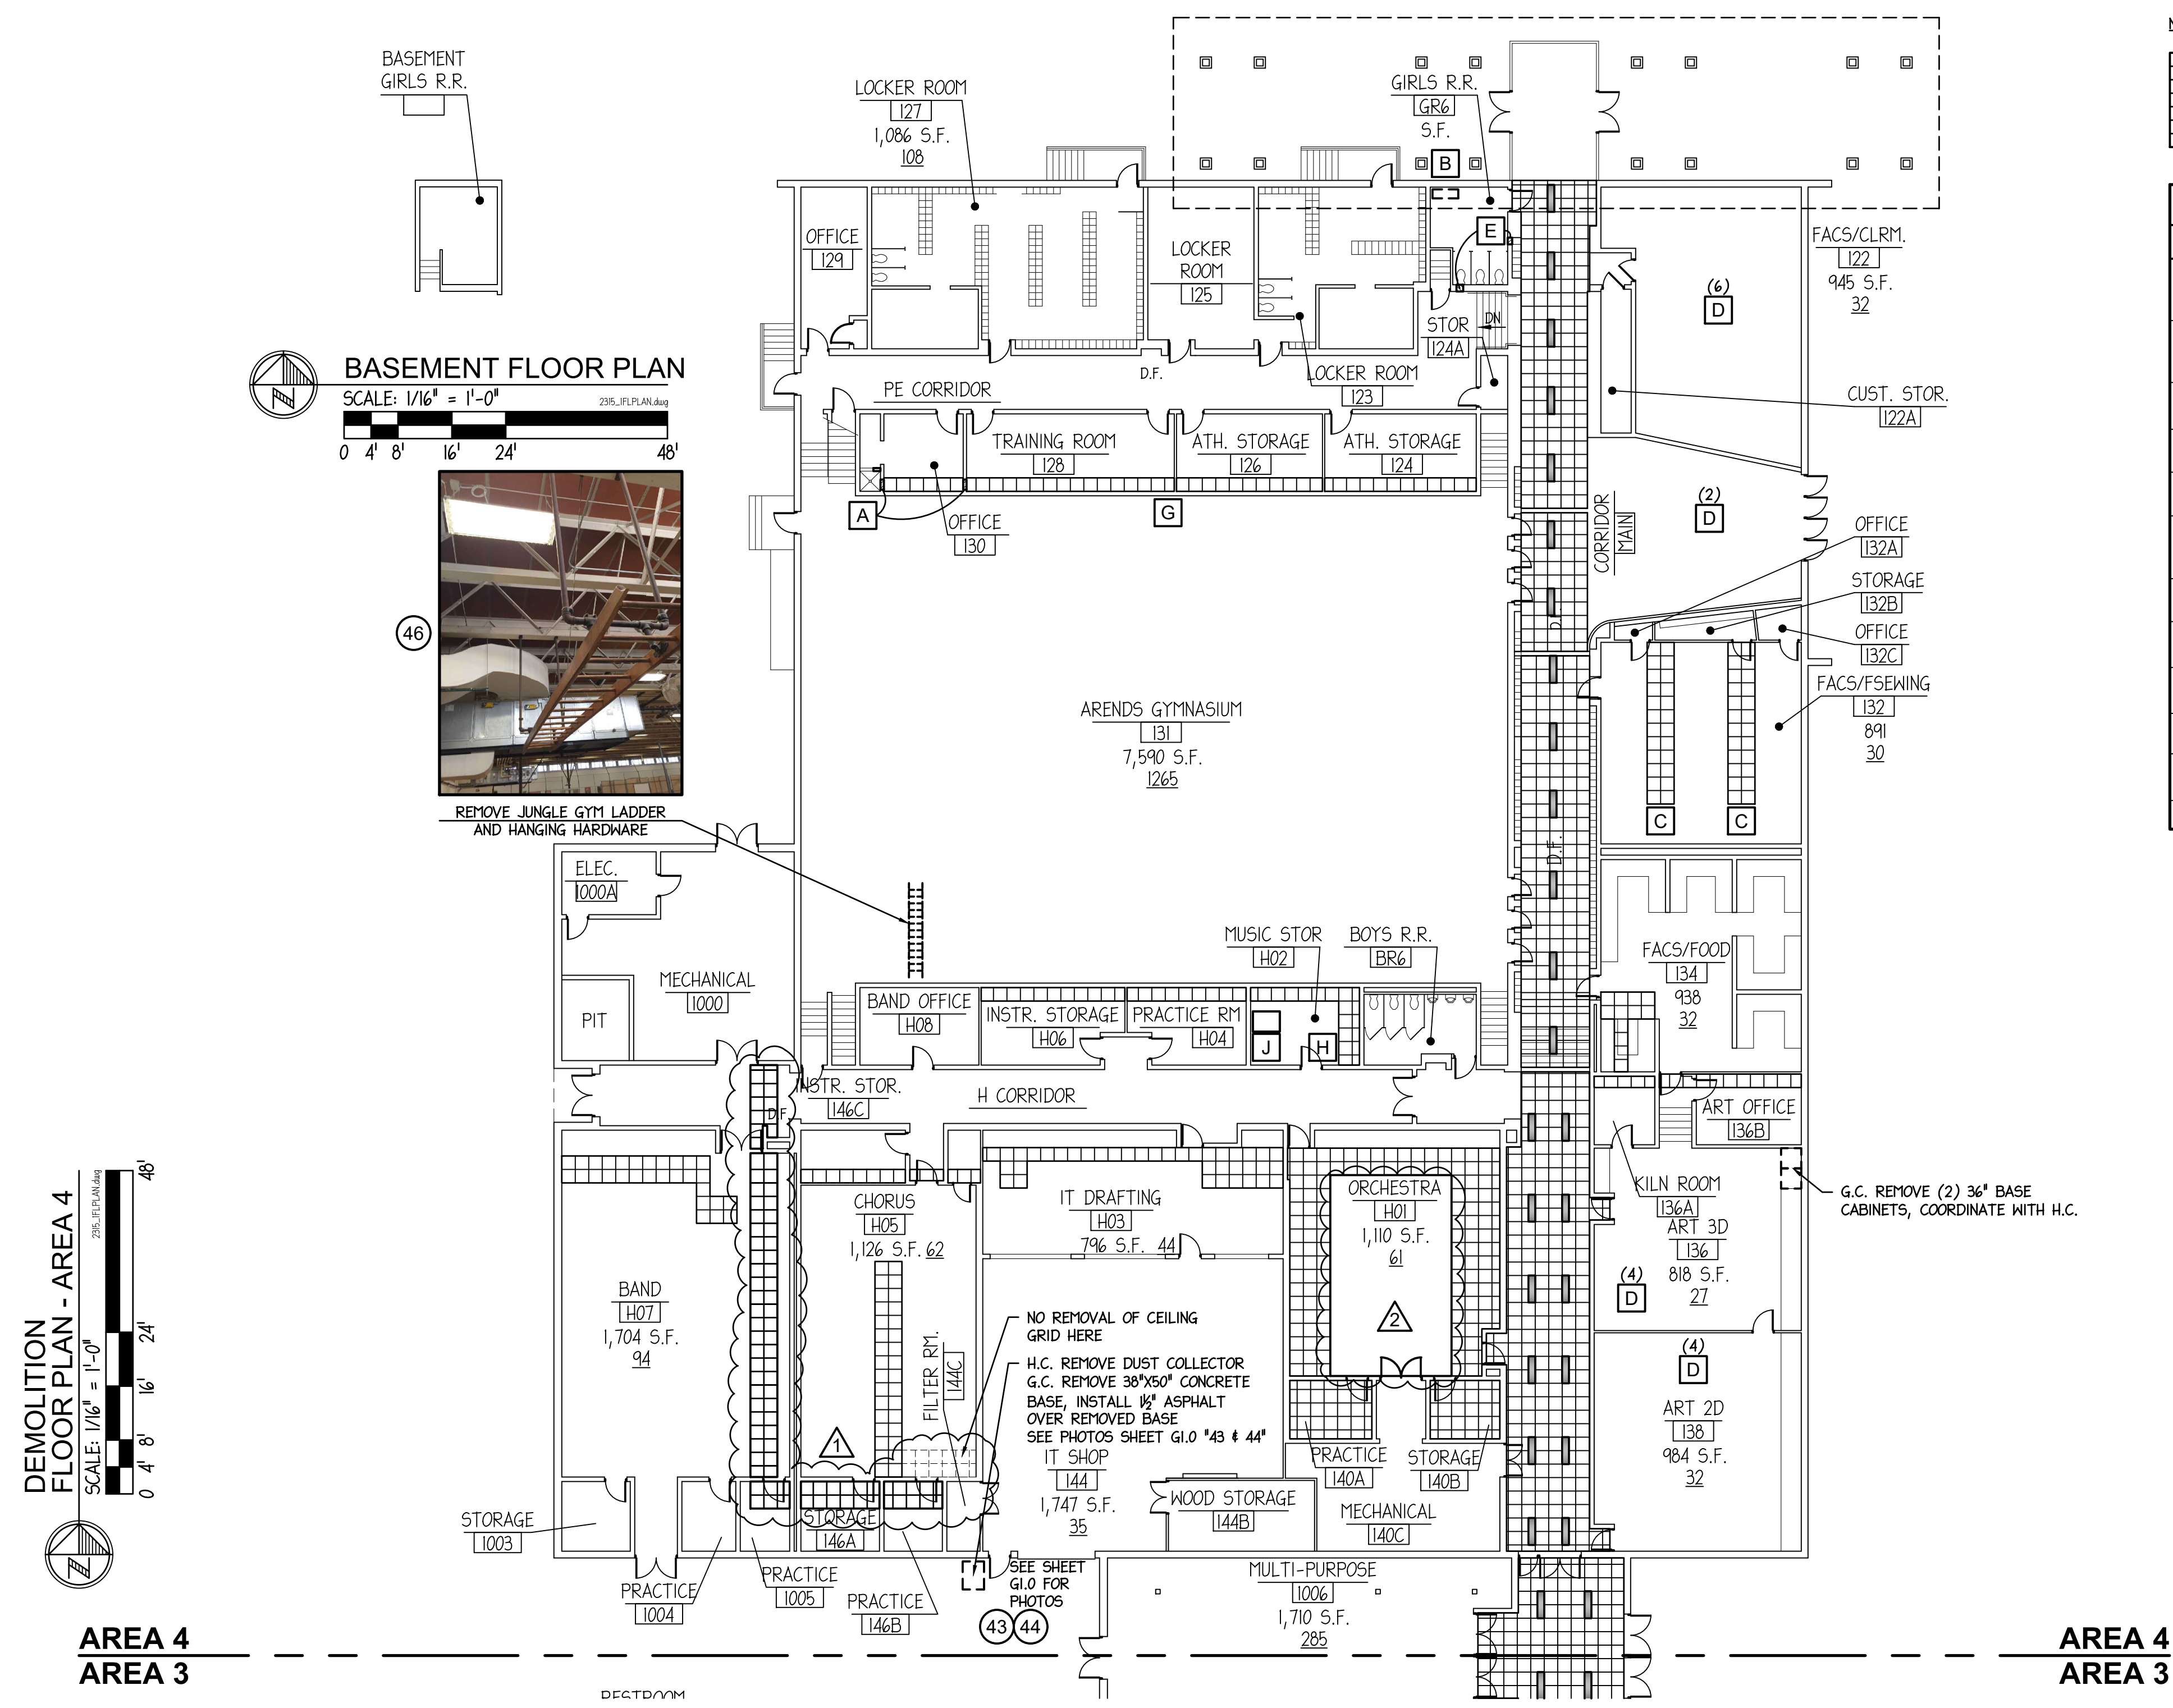 BASEMENT
GIRLS R.R.
BASEMENT FLOOR PLAN
SCALE: 1/16" = 1'-0"
2315_1FLPLAN.dwg
0 4' 8' 16' 24' 48'
N
46
REMOVE JUNGLE GYM LADDER
AND HANGING HARDWARE
LOCKER ROOM
127
1,086 S.F.
108
GIRLS R.R.
GR6
S.F.
B
E
OFFICE
129
LOCKER
ROOM
125
STOR
124A
DN
D.F.
LOCKER ROOM
123
PE CORRIDOR
FACS/CLRM.
122
945 S.F.
32
(6)
D
CUST. STOR.
122A
TRAINING ROOM
128
ATH. STORAGE
126
ATH. STORAGE
124
A
OFFICE
130
G
CORRIDOR
MAIN
(2)
D
OFFICE
132A
STORAGE
132B
OFFICE
132C
FACS/FSEWING
132
891
30
D.F.
C
C
D.F.
ARENDS GYMNASIUM
131
7,590 S.F.
1265
ELEC.
1000A
MECHANICAL
1000
PIT
MUSIC STOR
H02
BOYS R.R.
BR6
BAND OFFICE
H08
INSTR. STORAGE
H06
PRACTICE RM
H04
J
H
FACS/FOOD
134
938
32
INSTR. STOR.
146C
D.F.
H CORRIDOR
ART OFFICE
136B
KILN ROOM
136A
ART 3D
136
818 S.F.
27
(4)
D
G.C. REMOVE (2) 36" BASE
CABINETS, COORDINATE WITH H.C.
CHORUS
H05
1,126 S.F. 62
IT DRAFTING
H03
796 S.F. 44
ORCHESTRA
H01
1,110 S.F.
61
2
BAND
H07
1,704 S.F.
94
NO REMOVAL OF CEILING
GRID HERE
H.C. REMOVE DUST COLLECTOR
G.C. REMOVE 38"X50" CONCRETE
BASE, INSTALL 1½" ASPHALT
OVER REMOVED BASE
SEE PHOTOS SHEET G1.0 "43 & 44"
FILTER RM.
144C
1
IT SHOP
144
1,747 S.F.
35
(4)
D
ART 2D
138
984 S.F.
32
PRACTICE
140A
STORAGE
140B
WOOD STORAGE
144B
MECHANICAL
140C
STORAGE
1003
STORAGE
146A
PRACTICE
1004
PRACTICE
1005
PRACTICE
146B
SEE SHEET
G1.0 FOR
PHOTOS
43 44
MULTI-PURPOSE
1006
1,710 S.F.
285
DEMOLITION
FLOOR PLAN - AREA 4
SCALE: 1/16" = 1'-0"
2315_1FLPLAN.dwg
0 4' 8' 16' 24' 48'
N
AREA 4
AREA 3
AREA 4
AREA 3
RESTROOM